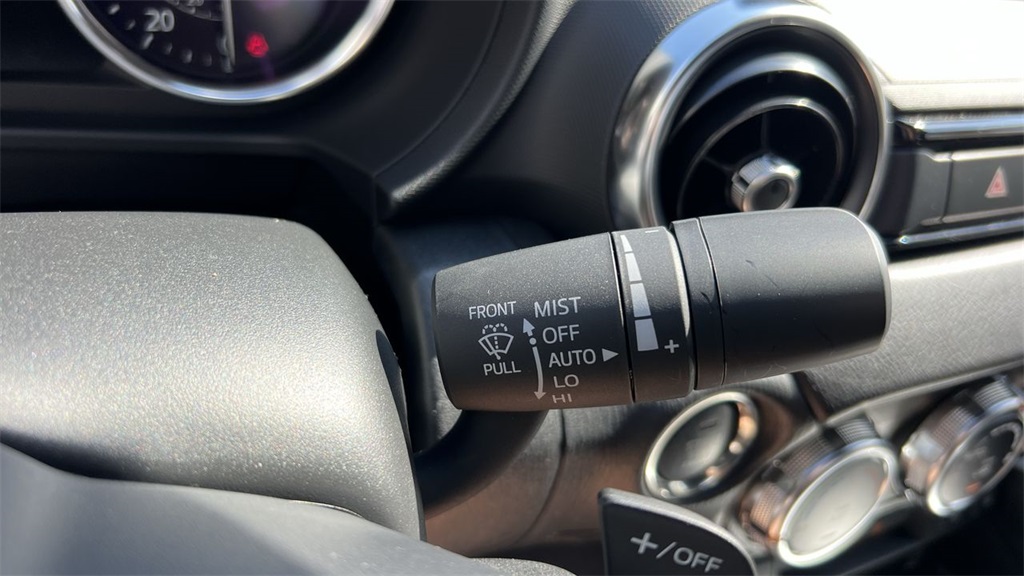 20
FRONT
PULL
MIST
OFF
AUTO
LO
HI
− +
+/OFF